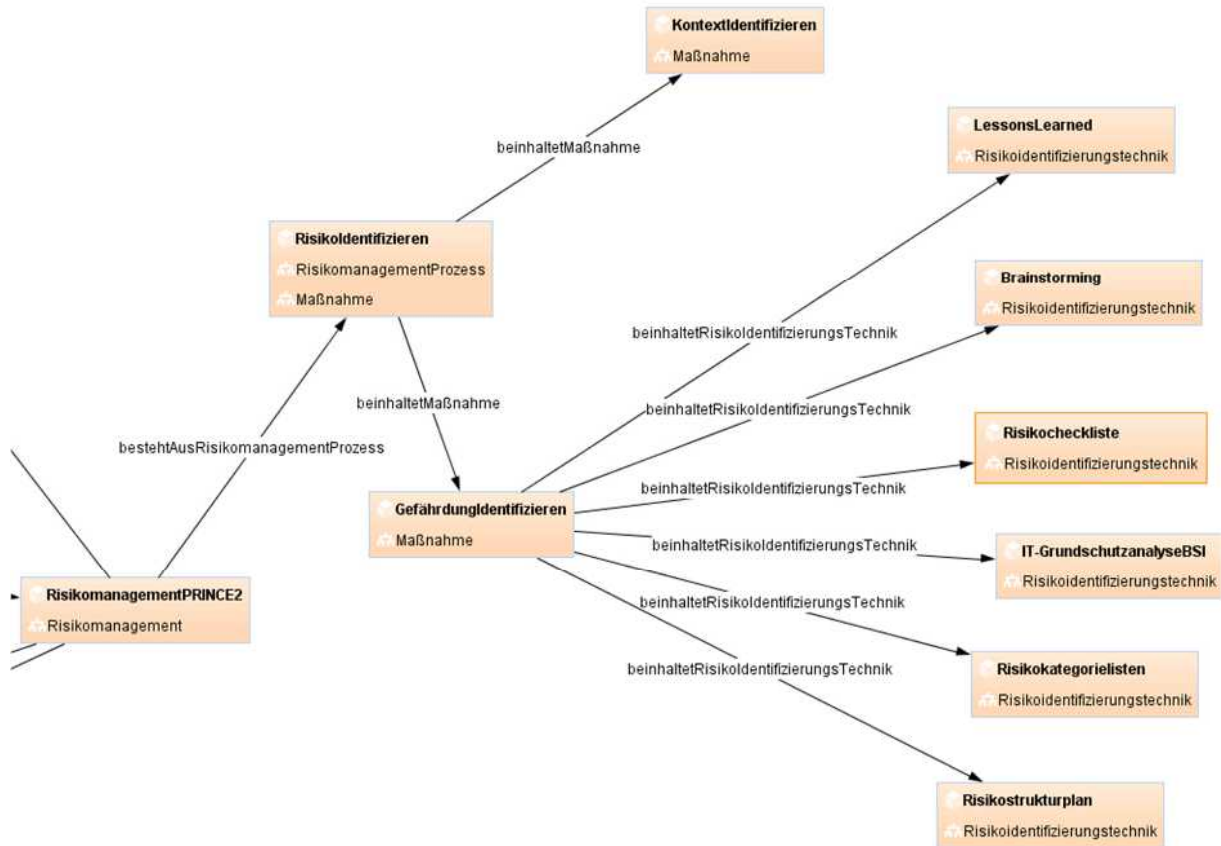 KontextIdentifizieren
Maßnahme
LessonsLearned
Risikoidentifizierungstechnik
beinhaltetMaßnahme
RisikoIdentifizieren
RisikomanagementProzess
Maßnahme
Brainstorming
Risikoidentifizierungstechnik
beinhaltetRisikoIdentifizierungsTechnik
beinhaltetMaßnahme
beinhaltetRisikoIdentifizierungsTechnik
bestehtAusRisikomanagementProzess
Risikocheckliste
Risikoidentifizierungstechnik
beinhaltetRisikoIdentifizierungsTechnik
GefährdungIdentifizieren
Maßnahme
beinhaltetRisikoIdentifizierungsTechnik
IT-GrundschutzanalyseBSI
Risikoidentifizierungstechnik
RisikomanagementPRINCE2
Risikomanagement
beinhaltetRisikoIdentifizierungsTechnik
beinhaltetRisikoIdentifizierungsTechnik
Risikokategorielisten
Risikoidentifizierungstechnik
Risikostrukturplan
Risikoidentifizierungstechnik